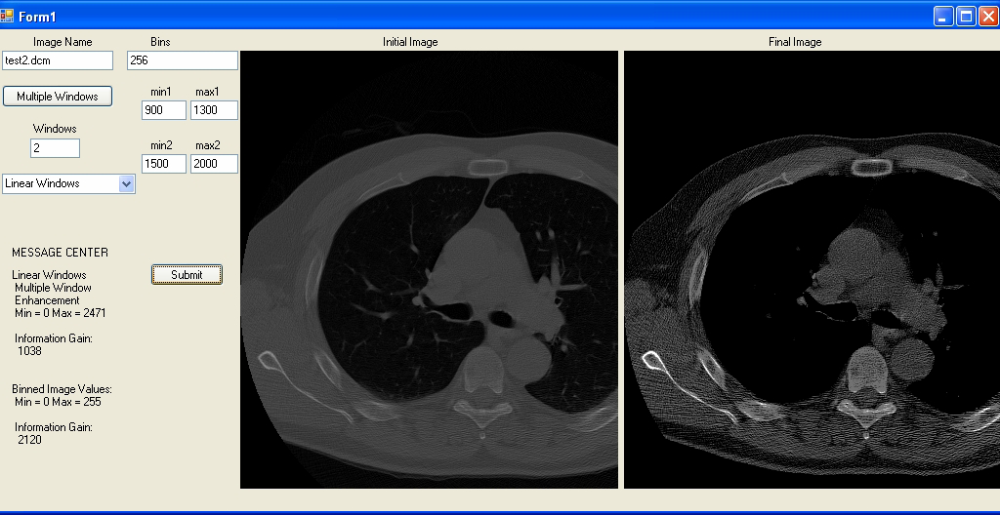 Form1
Image Name
Bins
Initial Image
Final Image
test2.dcm
256
Multiple Windows
min1
max1
900
1300
Windows
2
min2
max2
1500
2000
Linear Windows
MESSAGE CENTER
Submit
Linear Windows
Multiple Window
Enhancement
Min = 0 Max = 2471
Information Gain:
1038
Binned Image Values:
Min = 0 Max = 255
Information Gain:
2120